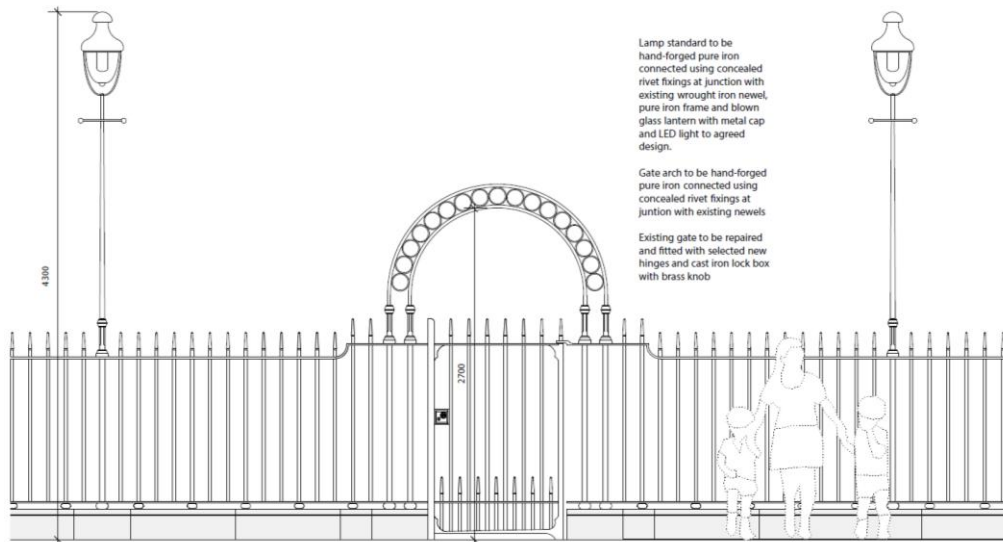 Lamp standard to be
hand-forged pure iron
connected using concealed
rivet fixings at junction with
existing wrought iron newel,
pure iron frame and blown
glass lantern with metal cap
and LED light to agreed
design.
Gate arch to be hand-forged
pure iron connected using
concealed rivet fixings at
juntion with existing newels
Existing gate to be repaired
and fitted with selected new
hinges and cast iron lock box
with brass knob
4300
2700